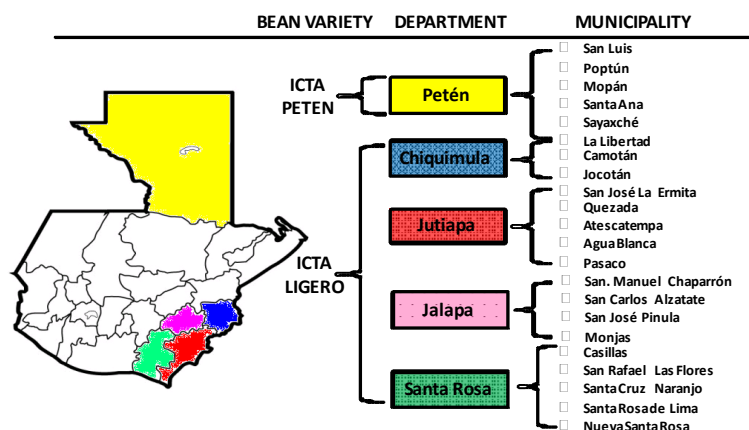 BEAN VARIETY DEPARTMENT MUNICIPALITY
ICTA
PETEN
Petén
San Luis
Poptún
Mopán
Santa Ana
Sayaxché
La Libertad
ICTA
LIGERO
Chiquímula
Camotán
Jocotán
Jutiapa
San José La Ermita
Quezada
Atescatempa
Agua Blanca
Pasaco
Jalapa
San. Manuel Chaparrón
San Carlos Alzatate
San José Pinula
Monjas
Santa Rosa
Casillas
San Rafael Las Flores
Santa Cruz Naranjo
Santa Rosa de Lima
Nueva Santa Rosa